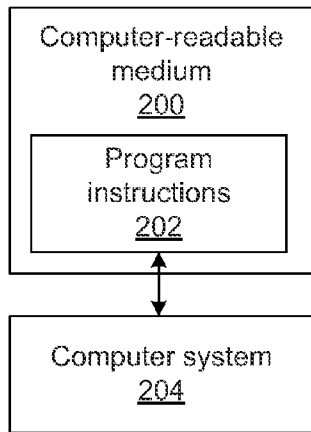 Computer-readable
medium
200
Program
instructions
202
Computer system
204